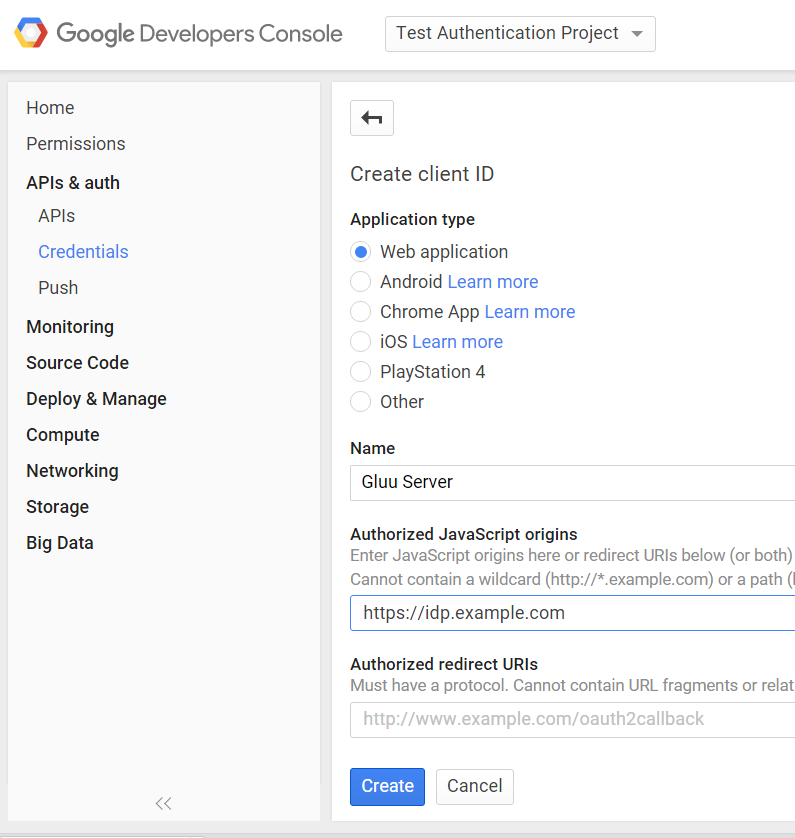 Google Developers Console
Test Authentication Project
Home
Permissions
APIs & auth
APIs
Credentials
Push
Monitoring
Source Code
Deploy & Manage
Compute
Networking
Storage
Big Data
Create client ID
Application type
Web application
Android Learn more
Chrome App Learn more
iOS Learn more
PlayStation 4
Other
Name
Gluu Server
Authorized JavaScript origins
Enter JavaScript origins here or redirect URIs below (or both)
Cannot contain a wildcard (http://*.example.com) or a path (
https://idp.example.com
Authorized redirect URIs
Must have a protocol. Cannot contain URL fragments or relat
http://www.example.com/oauth2callback
Create
Cancel